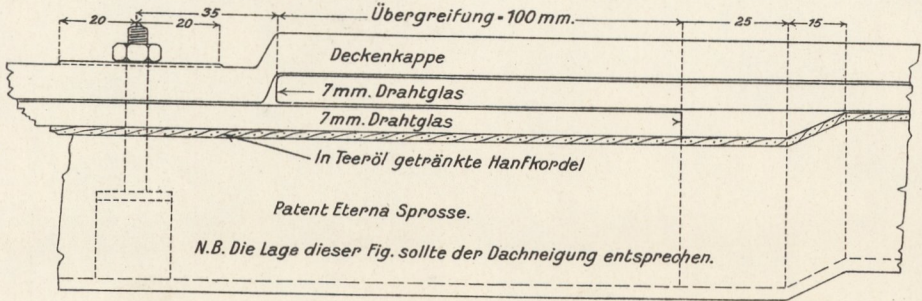 35
Übergreifung = 100 mm.
20
20
25
15
Deckenkappe
7 mm. Drahtglas
7 mm. Drahtglas
In Teeröl getränkte Hanfkordel
Patent Eterna Sprosse.
N.B. Die Lage dieser Fig. sollte der Dachneigung entsprechen.